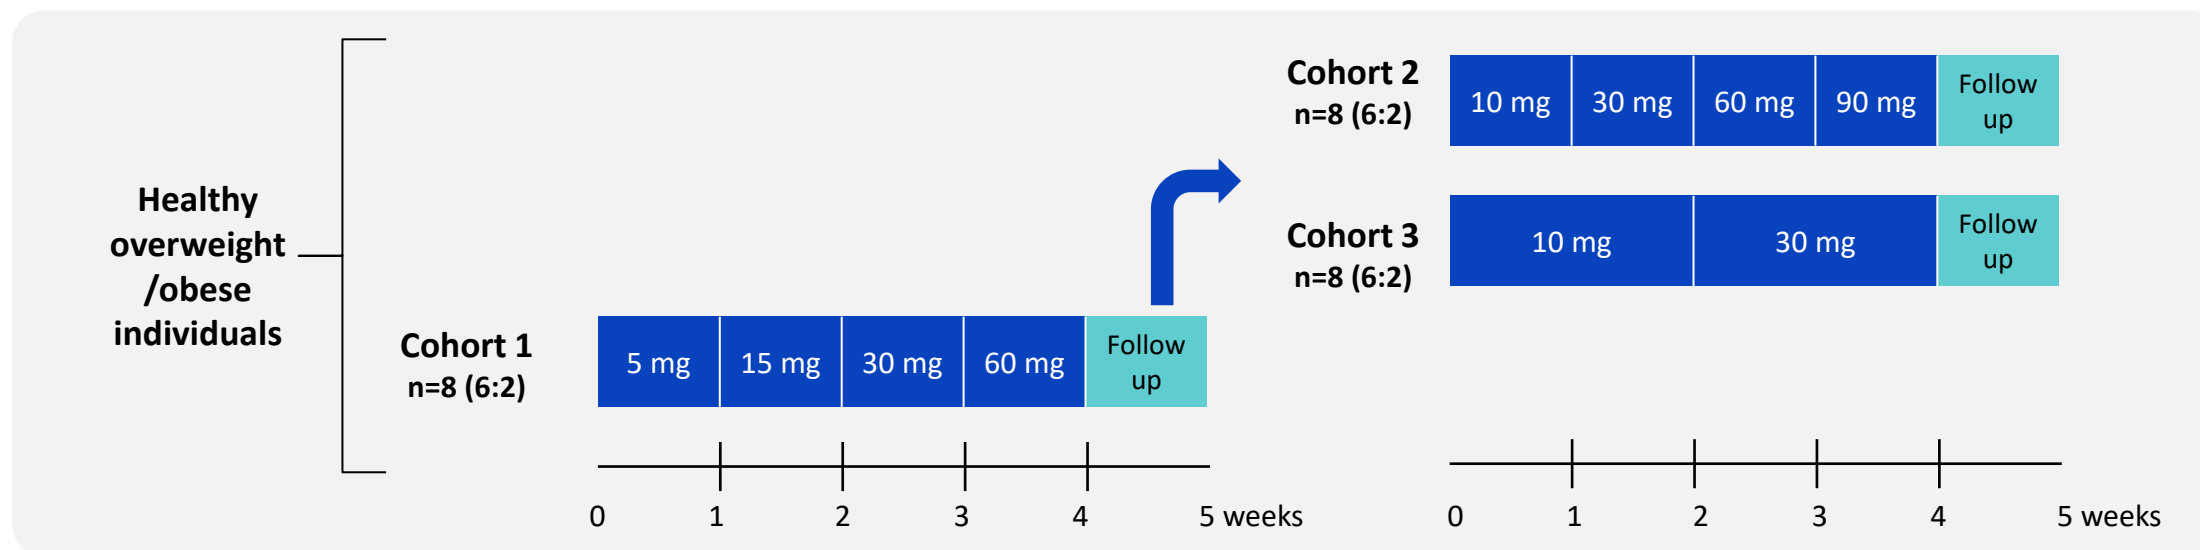 Healthy
overweight
/obese
individuals
Cohort 1
n=8 (6:2)
5 mg
15 mg
30 mg
60 mg
Follow
up
0
1
2
3
4
5 weeks
Cohort 2
n=8 (6:2)
10 mg
30 mg
60 mg
90 mg
Follow
up
Cohort 3
n=8 (6:2)
10 mg
30 mg
Follow
up
0
1
2
3
4
5 weeks